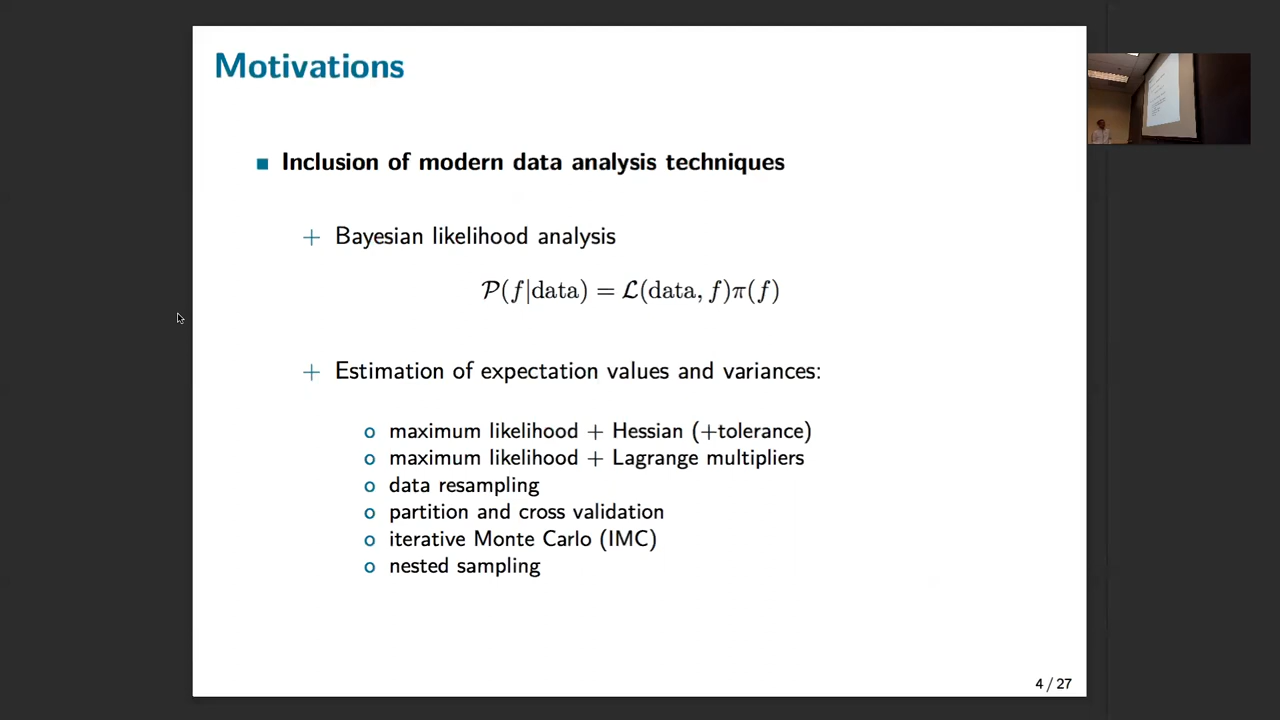 Motivations
Inclusion of modern data analysis techniques
+ Bayesian likelihood analysis
𝒫(f|data) = ℒ(data, f)π(f)
+ Estimation of expectation values and variances:
o maximum likelihood + Hessian (+tolerance)
o maximum likelihood + Lagrange multipliers
o data resampling
o partition and cross validation
o iterative Monte Carlo (IMC)
o nested sampling
4 / 27